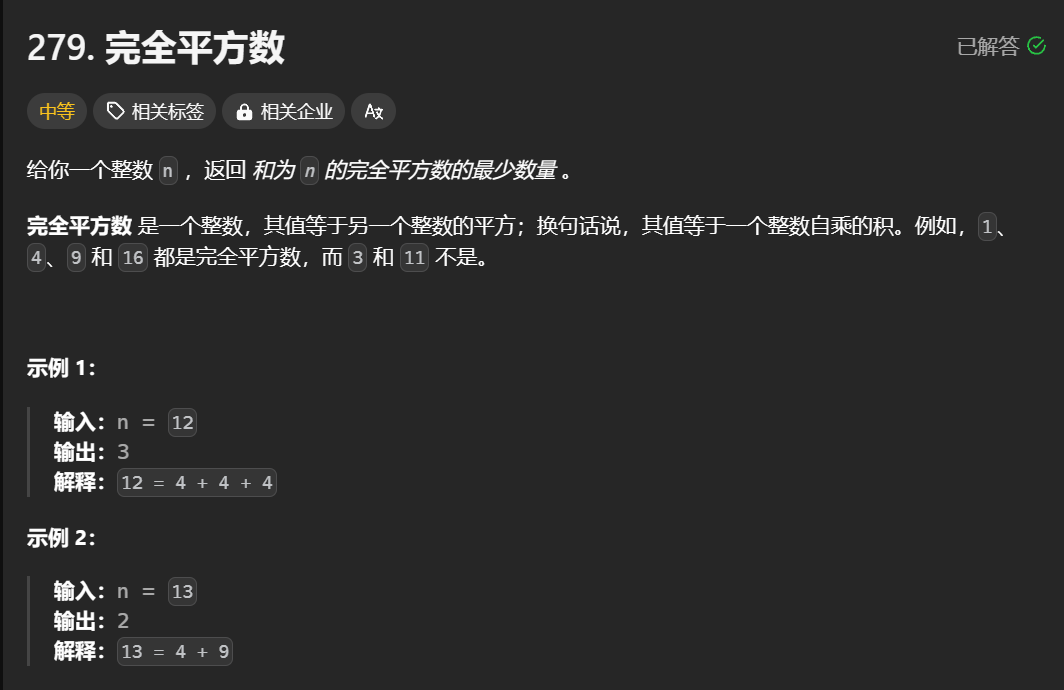 279. 完全平方数
已解答
中等 相关标签 相关企业 Aあ
给你一个整数 n ，返回 和为 n 的完全平方数的最少数量 。
完全平方数 是一个整数，其值等于另一个整数的平方；换句话说，其值等于一个整数自乘的积。例如，1、
4、9 和 16 都是完全平方数，而 3 和 11 不是。
示例 1：
输入：n = 12
输出：3
解释：12 = 4 + 4 + 4
示例 2：
输入：n = 13
输出：2
解释：13 = 4 + 9